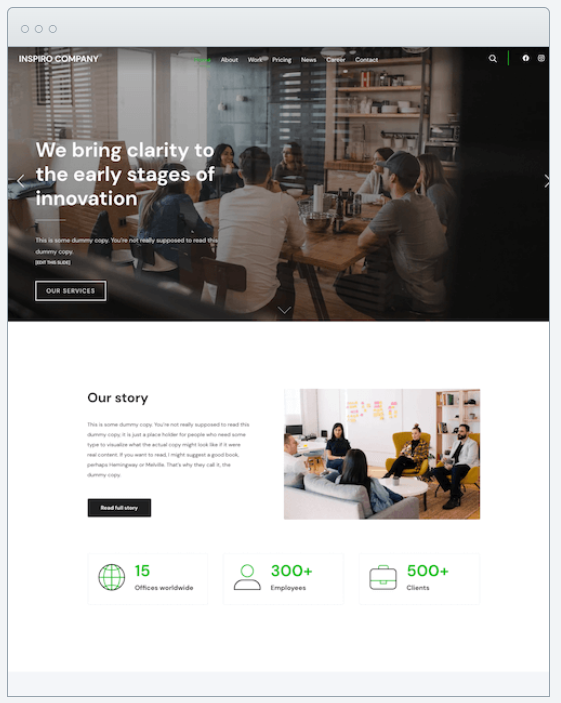 INSPIRO COMPANY
Home About Work Pricing News Career Contact
We bring clarity to
the early stages of
innovation
This is some dummy copy. You're not really supposed to read this
dummy copy.
[EDIT THIS SLIDE]
OUR SERVICES
Our story
This is some dummy copy. You're not really supposed to read this
dummy copy, it is just a place holder for people who need some
type to visualize what the actual copy might look like if it were
real content. If you want to read, I might suggest a good book,
perhaps Hemingway or Melville. That's why they call it, the
dummy copy.
Read full story
15
Offices worldwide
300+
Employees
500+
Clients